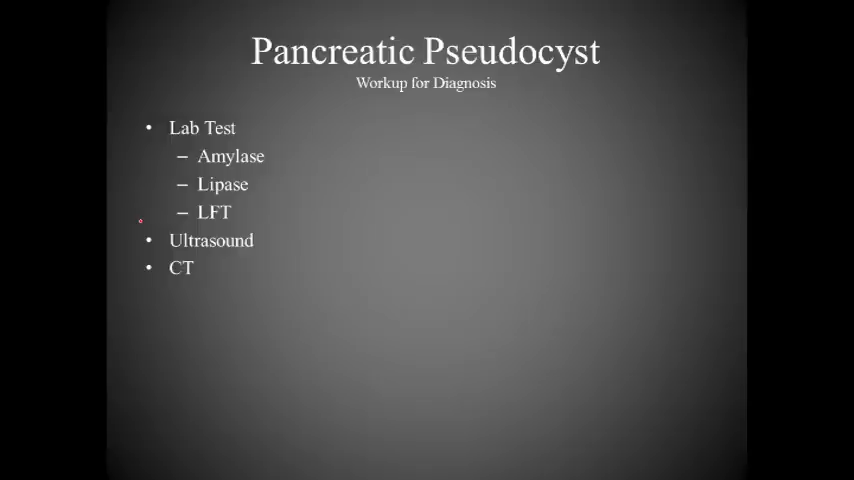 Pancreatic Pseudocyst
Workup for Diagnosis
• Lab Test
– Amylase
– Lipase
– LFT
• Ultrasound
• CT